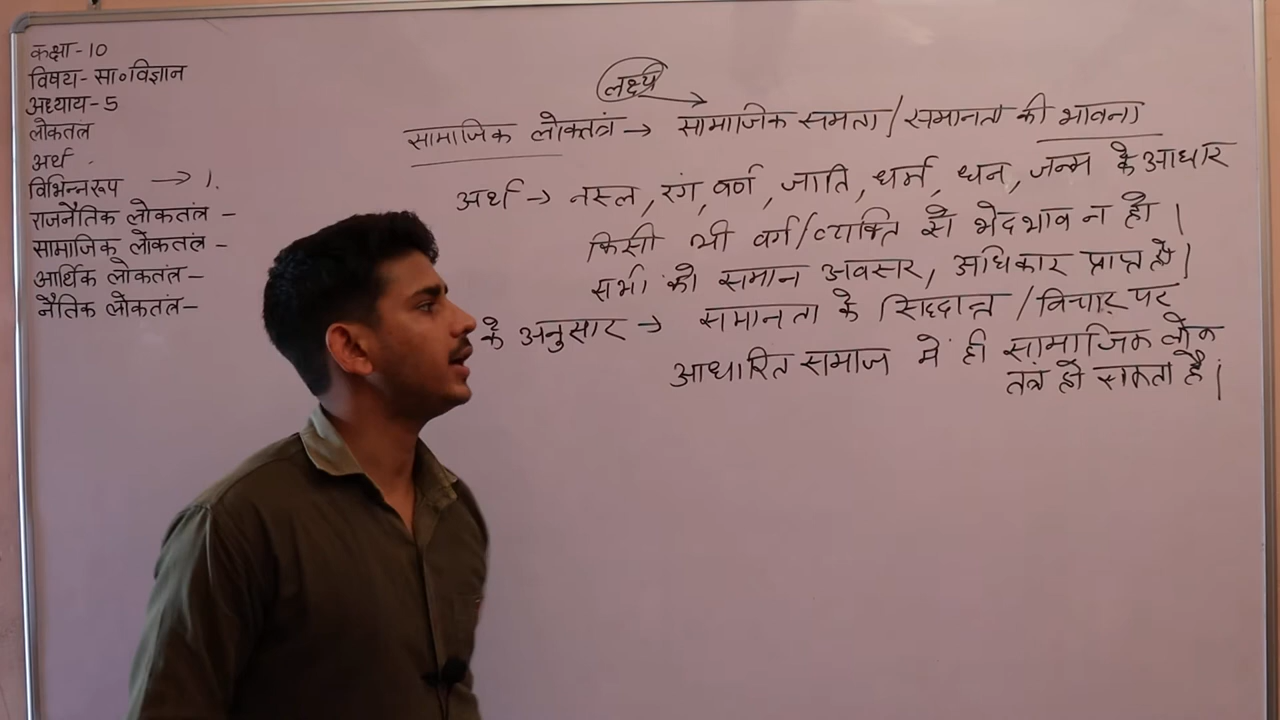 कक्षा-10
विषय- सा०विज्ञान
अध्याय-5
लोकतंत्र
अर्थ
विभिन्नरूप → 1.
राजनैतिक लोकतंत्र -
सामाजिक लोकतंत्र -
आर्थिक लोकतंत्र-
नैतिक लोकतंत्र-
लक्ष्य
सामाजिक लोक्तंत्र → सामाजिक समता/समानता की भावना
अर्थ → नस्ल, रंग, वर्ण, जाति, धर्म, धन, जन्म के आधार
किसी भी वर्ग/व्यक्ति से भेदभाव न हो।
सभी को समान अवसर, अधिकार प्राप्त हो।
के अनुसार → समानता के सिद्दान्त/विचार पर
आधारित समाज में ही सामाजिक लोक
तंत्र हो सकता है।